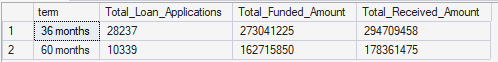 term Total_Loan_Applications Total_Funded_Amount Total_Received_Amount
1 36 months 28237 273041225 294709458
2 60 months 10339 162715850 178361475